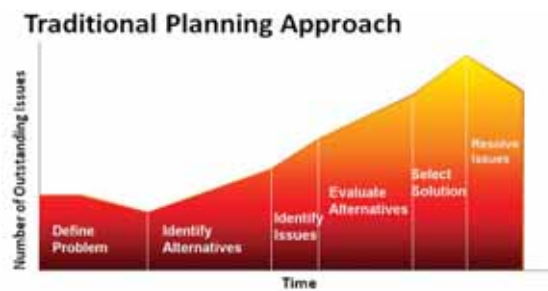 Traditional Planning Approach
Number of Outstanding Issues
Define
Problem
Identify
Alternatives
Identify
Issues
Evaluate
Alternatives
Select
Solution
Resolve
Issues
Time